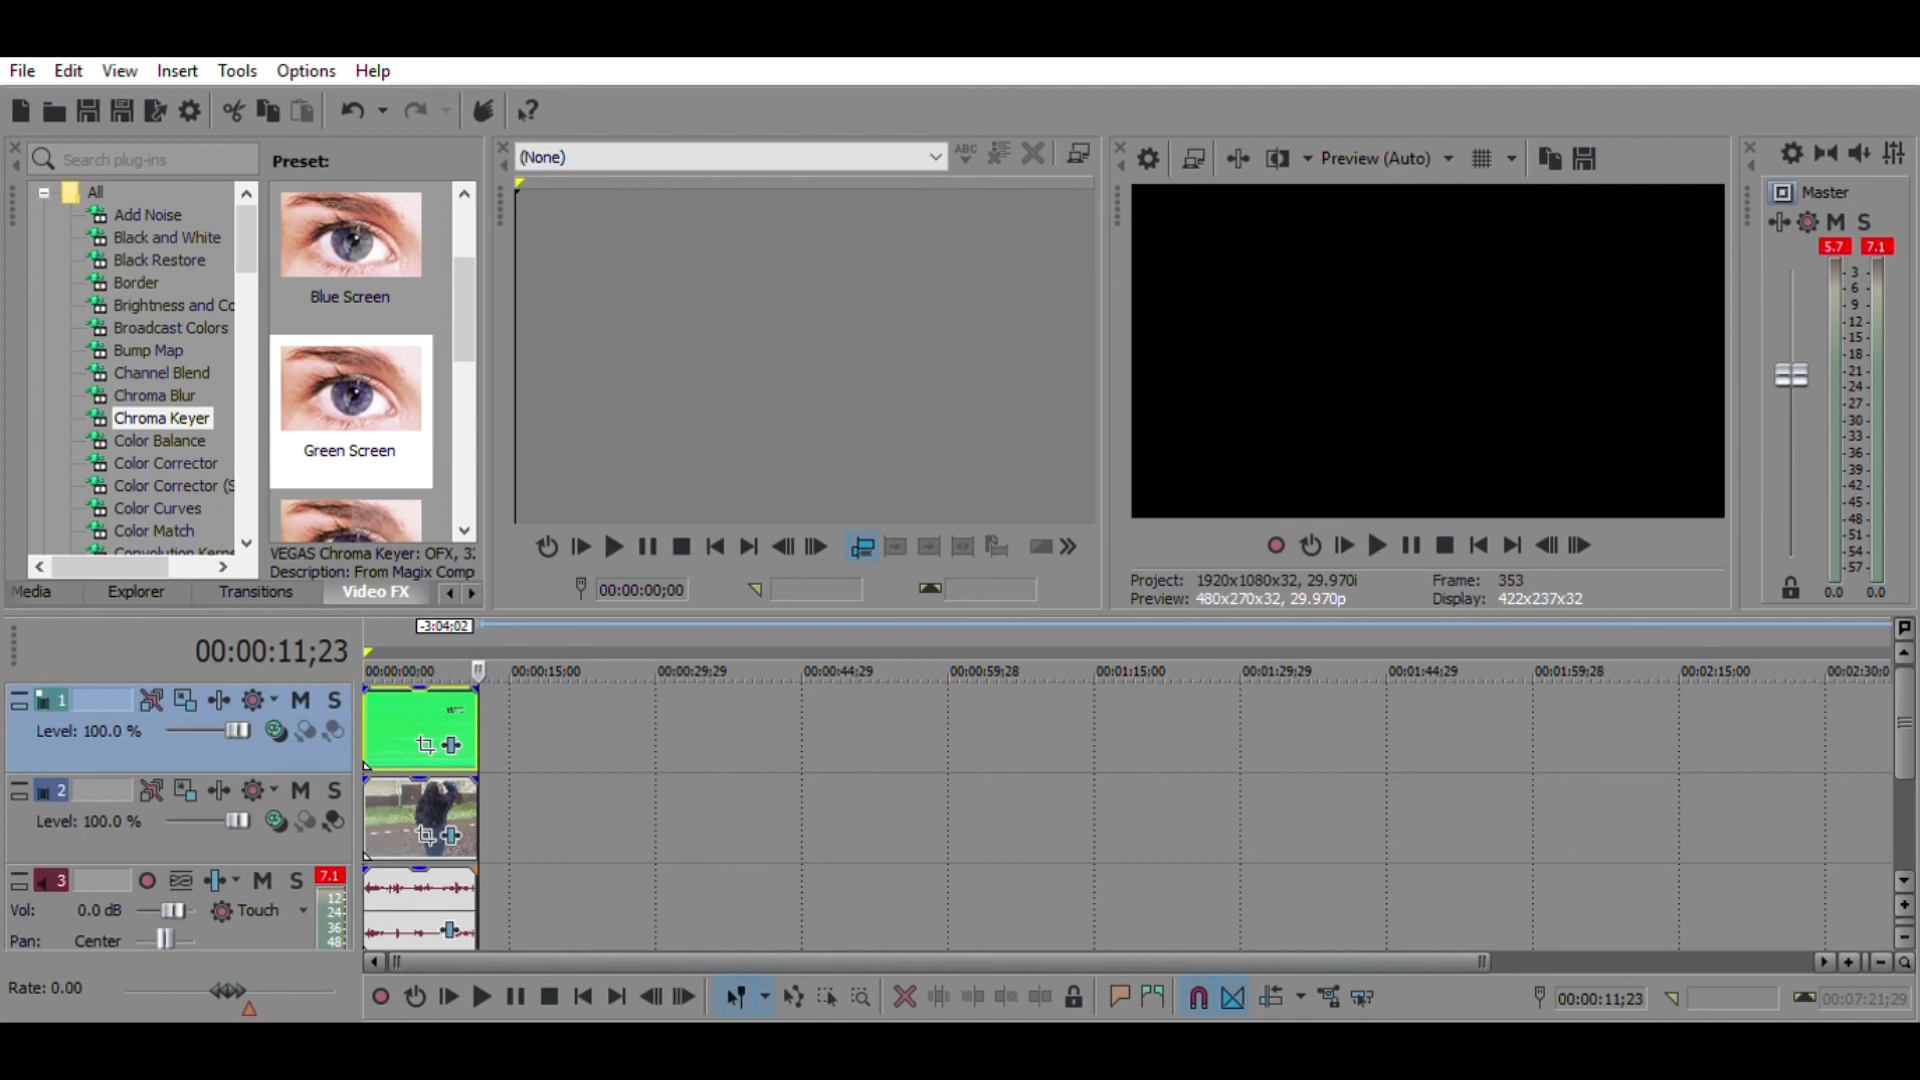 File Edit View Insert Tools Options Help
Search plug-ins
Preset:
All
Add Noise
Black and White
Black Restore
Border
Brightness and Co
Broadcast Colors
Bump Map
Channel Blend
Chroma Blur
Chroma Keyer
Color Balance
Color Corrector
Color Corrector (S
Color Curves
Color Match
Convolution Kerne
Blue Screen
Green Screen
VEGAS Chroma Keyer: OFX, 32
Description: From Magix Comp
Media Explorer Transitions Video FX
(None)
ABC
00:00:00;00
Preview (Auto)
Project: 1920x1080x32, 29.970i
Preview: 480x270x32, 29.970p
Frame: 353
Display: 422x237x32
Master
M S
5.7 7.1
- 3 -
- 6 -
- 9 -
-12-
-15-
-18-
-21-
-24-
-27-
-30-
-33-
-36-
-39-
-42-
-45-
-48-
-51-
-54-
-57-
0.0 0.0
-3:04;02
00:00:11;23
00:00:00;00 00:00:15;00 00:00:29;29 00:00:44;29 00:00:59;28 00:01:15;00 00:01:29;29 00:01:44;29 00:01:59;28 00:02:15;00 00:02:30;0
1 M S
Level: 100.0 %
2 M S
Level: 100.0 %
3 M S 7.1
Vol: 0.0 dB Touch
Pan: Center
12-
24-
36-
48-
Rate: 0.00
00:00:11;23
00:07:21;29